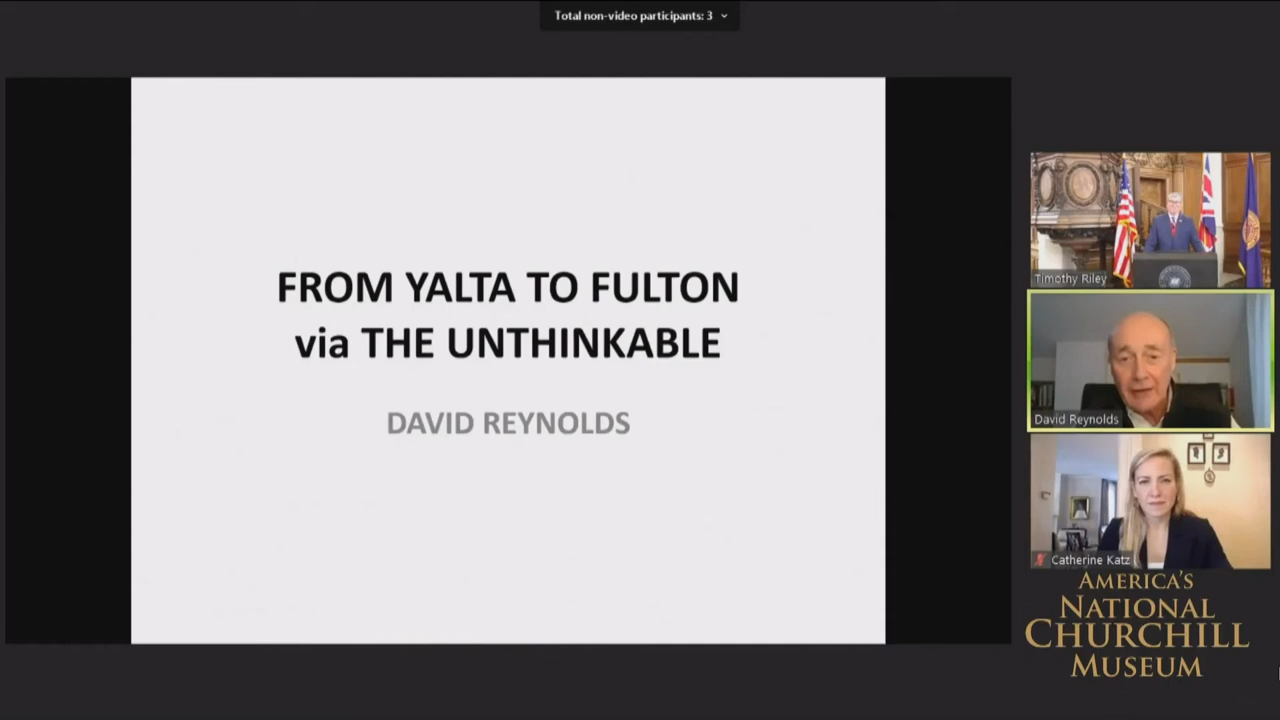 Total non-video participants: 3
FROM YALTA TO FULTON
via THE UNTHINKABLE
DAVID REYNOLDS
Timothy Riley
David Reynolds
Catherine Katz
AMERICA'S
NATIONAL
CHURCHILL
MUSEUM